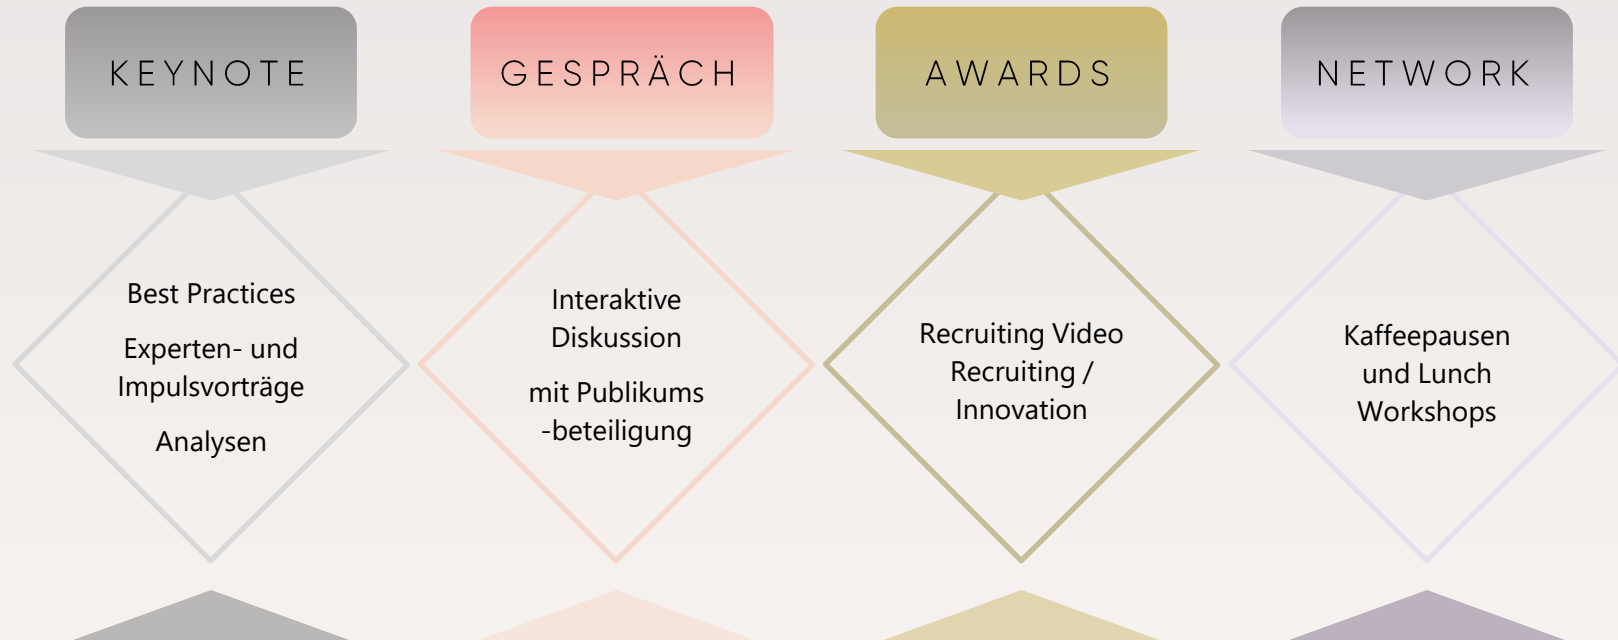 KEYNOTE
Best Practices
Experten- und
Impulsvorträge
Analysen
GESPRÄCH
Interaktive
Diskussion
mit Publikums
-beteiligung
AWARDS
Recruiting Video
Recruiting /
Innovation
NETWORK
Kaffeepausen
und Lunch
Workshops